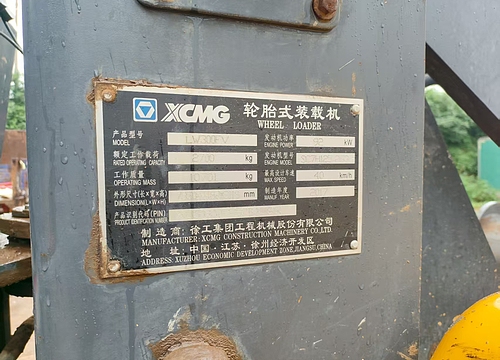 XCMG 轮胎式装载机
WHEEL LOADER
产品型号
MODEL
发动机功率
ENGINE POWER
kW
额定工作载荷
RATED OPERATING CAPACITY
kg
发动机型号
ENGINE MODEL
工作质量
OPERATING MASS
kg
最高设计车速
MAX SPEED
km/h
外形尺寸(长×宽×高)
DIMENSION(L×W×H)
mm
制造年度
MANUF. YEAR
产品识别代码(PIN)
PRODUCT IDENTIFICATION NUMBER
制造商:徐工集团工程机械股份有限公司
MANUFACTURER:XCMG CONSTRUCTION MACHINERY CO.,LTD.
地 址:中国·江苏·徐州经济开发区
ADDRESS:XUZHOU ECONOMIC DEVELOPMENT ZONE,JIANGSU,CHINA